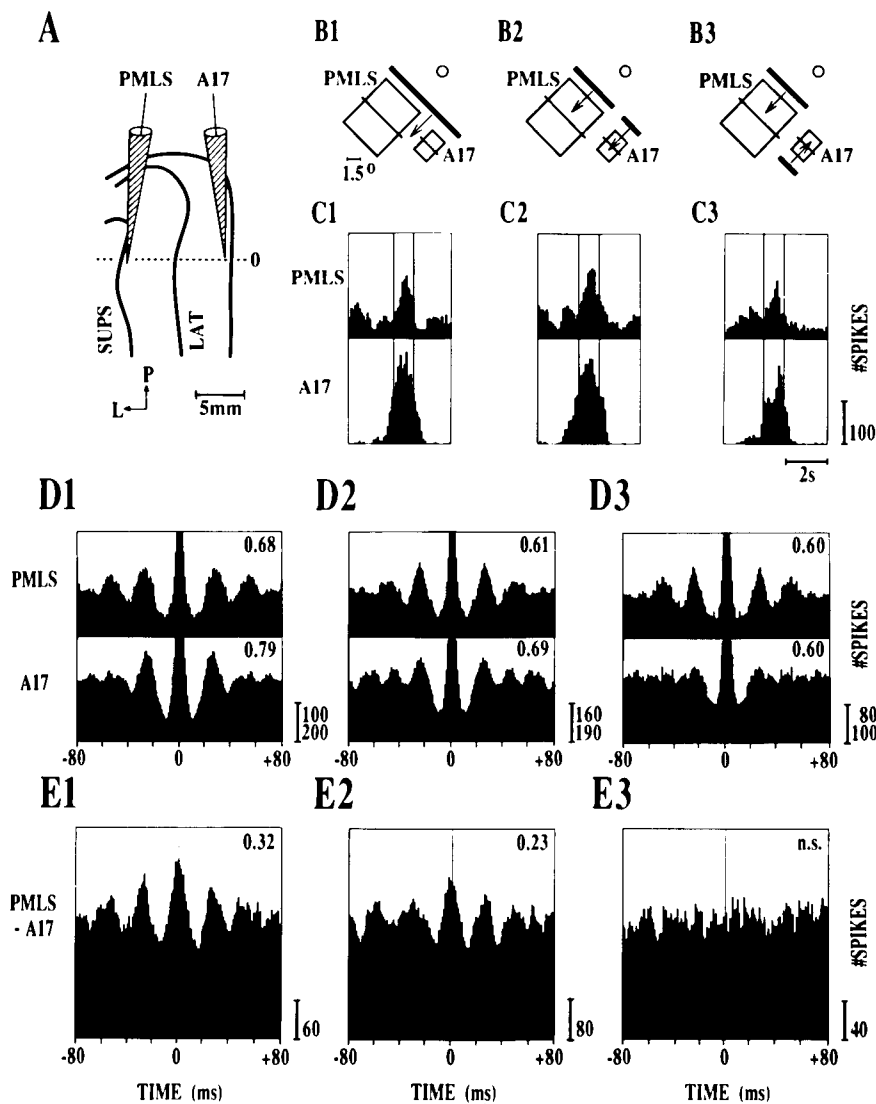 A
B1
B2
B3
PMLS A17
PMLS
A17
1.5°
PMLS
A17
PMLS
A17
SUPS
LAT
0
P
L
5mm
C1
C2
C3
PMLS
A17
#SPIKES
100
2s
D1
D2
D3
PMLS
A17
0.68
0.79
0.61
0.69
0.60
0.60
100
200
160
190
80
100
#SPIKES
-80 0 +80
-80 0 +80
-80 0 +80
E1
E2
E3
PMLS
- A17
0.32
0.23
n.s.
60
80
40
#SPIKES
-80 0 +80
-80 0 +80
-80 0 +80
TIME (ms)
TIME (ms)
TIME (ms)